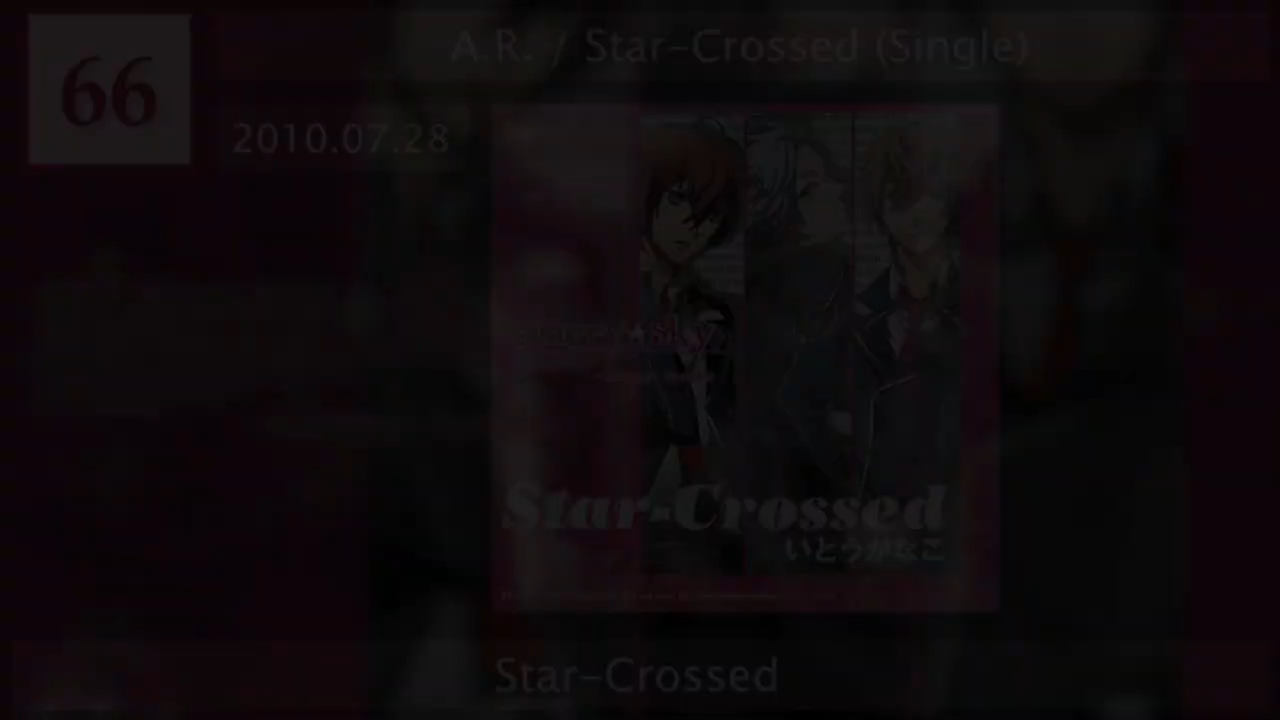 A.R. / Star-Crossed (Single)
66
2010.07.28
Star-Crossed
いとうかなこ
Star-Crossed